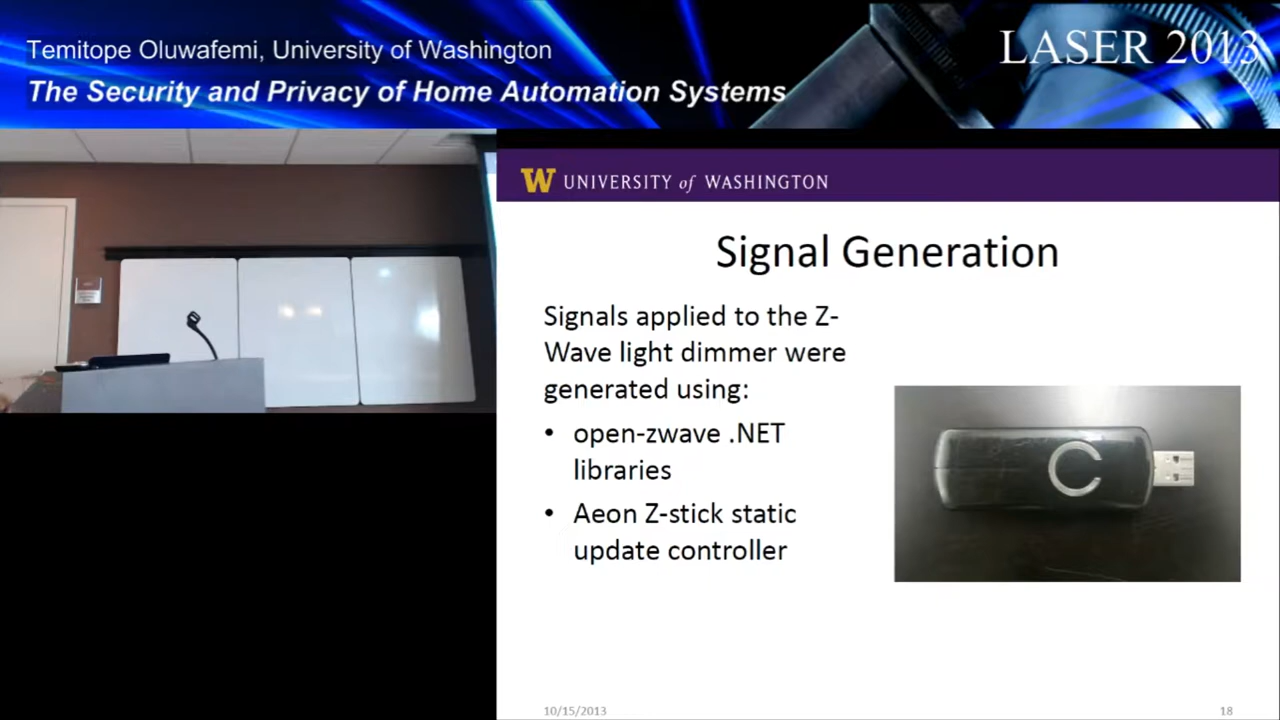 Temitope Oluwafemi, University of Washington
The Security and Privacy of Home Automation Systems
LASER 2013
W UNIVERSITY of WASHINGTON
Signal Generation
Signals applied to the Z-
Wave light dimmer were
generated using:
• open-zwave .NET
libraries
• Aeon Z-stick static
update controller
10/15/2013
18